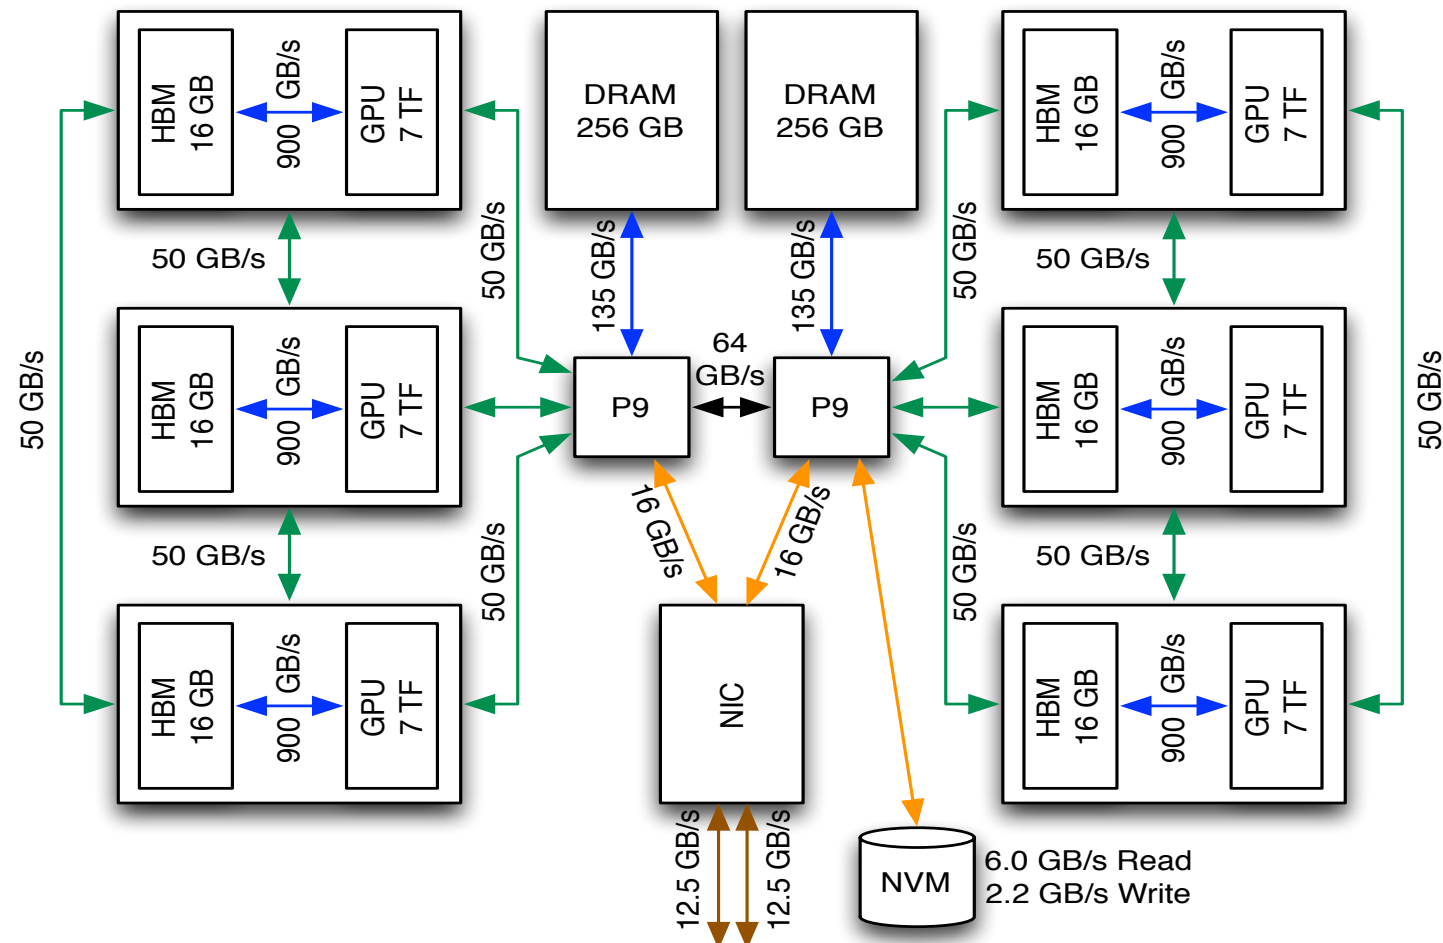 HBM
16 GB
900 GB/s
GPU
7 TF
DRAM
256 GB
DRAM
256 GB
HBM
16 GB
900 GB/s
GPU
7 TF
50 GB/s
50 GB/s
135 GB/s
135 GB/s
50 GB/s
50 GB/s
50 GB/s
HBM
16 GB
900 GB/s
GPU
7 TF
P9
64
GB/s
P9
HBM
16 GB
900 GB/s
GPU
7 TF
50 GB/s
50 GB/s
50 GB/s
16 GB/s
16 GB/s
50 GB/s
50 GB/s
HBM
16 GB
900 GB/s
GPU
7 TF
NIC
HBM
16 GB
900 GB/s
GPU
7 TF
12.5 GB/s
12.5 GB/s
NVM
6.0 GB/s Read
2.2 GB/s Write